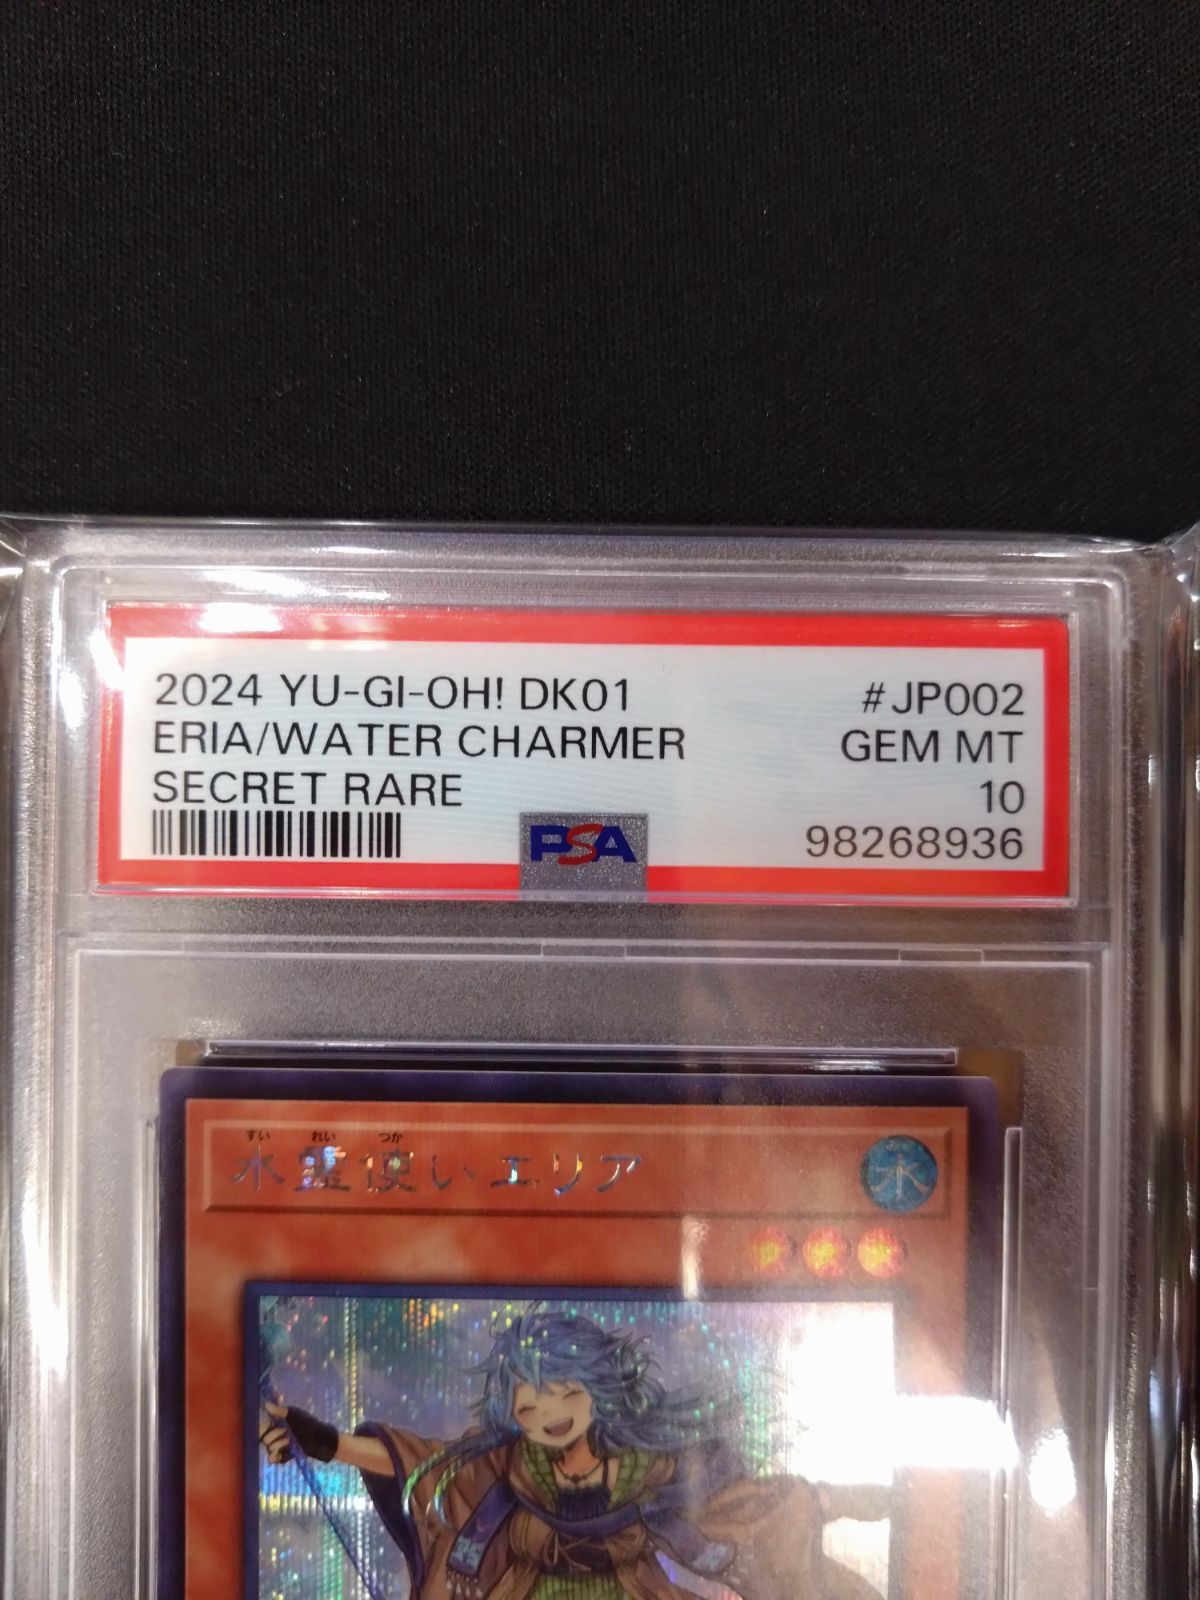 2024 YU-GI-OH! DK01 #JP002
ERIA/WATER CHARMER GEM MT
SECRET RARE 10
PSA 98268936
すい れい つか
水霊使いエリア 水